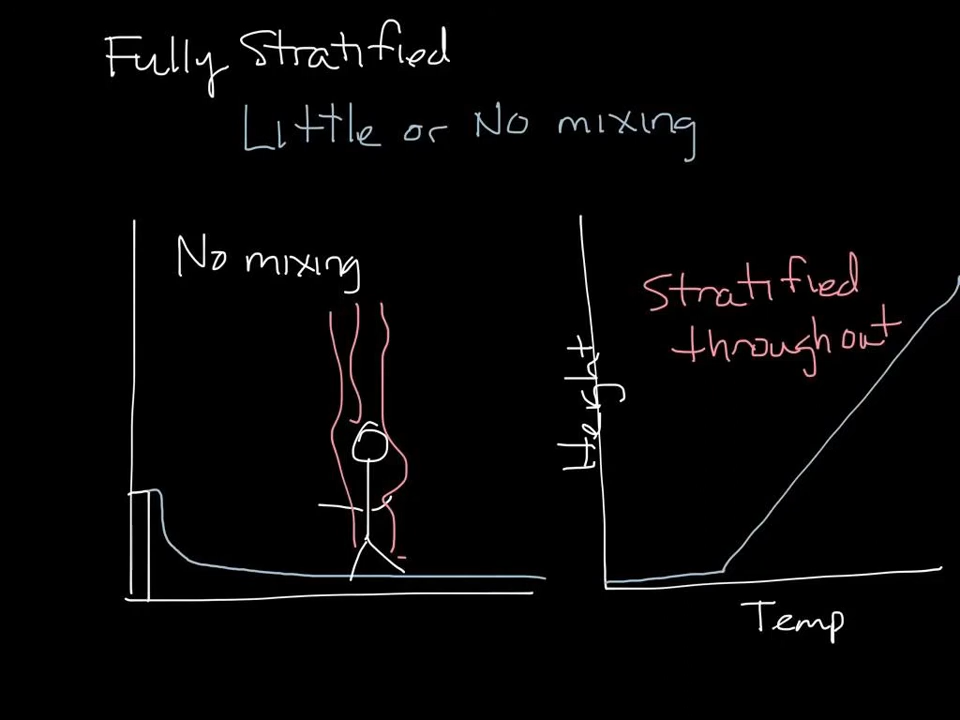 Fully Stratified
Little or No mixing
No mixing
Stratified
throughout
Height
Temp